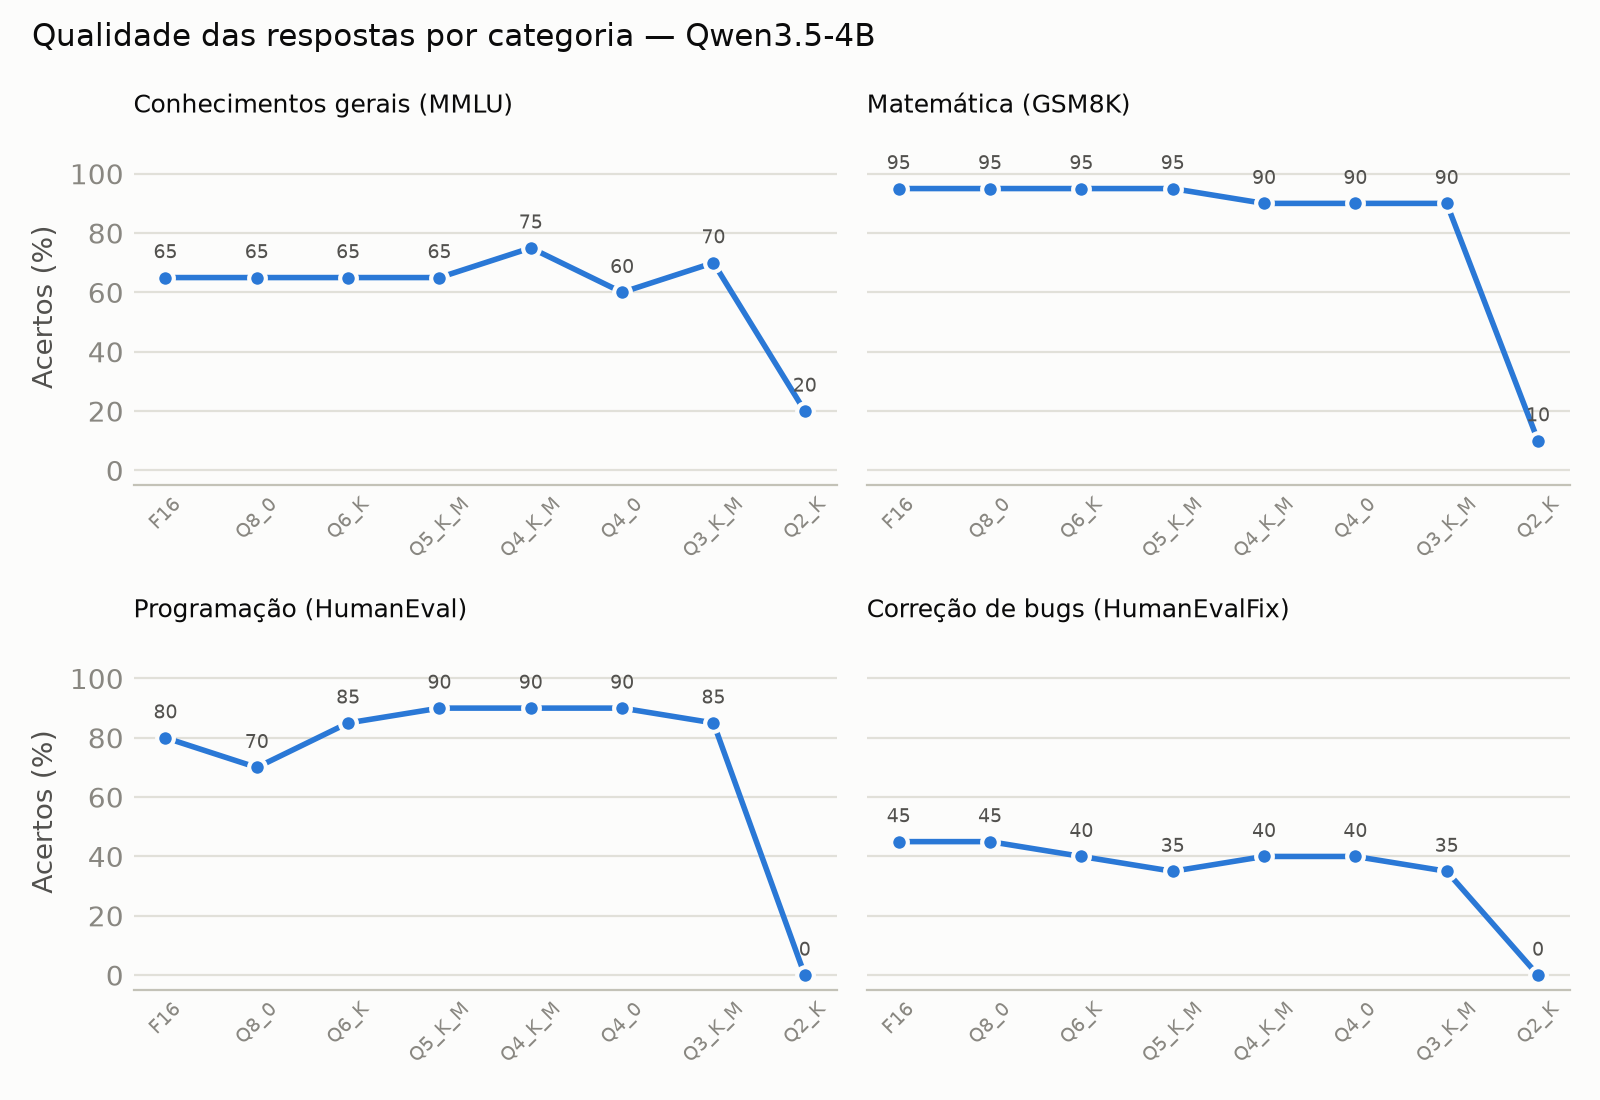 Qualidade das respostas por categoria — Qwen3.5-4B
Conhecimentos gerais (MMLU)
Acertos (%)
100
80
60
40
20
0
65 65 65 65 75 60 70 20
F16 Q8_0 Q6_K Q5_K_M Q4_K_M Q4_0 Q3_K_M Q2_K
Matemática (GSM8K)
95 95 95 95 90 90 90 10
F16 Q8_0 Q6_K Q5_K_M Q4_K_M Q4_0 Q3_K_M Q2_K
Programação (HumanEval)
Acertos (%)
100
80
60
40
20
0
80 70 85 90 90 90 85 0
F16 Q8_0 Q6_K Q5_K_M Q4_K_M Q4_0 Q3_K_M Q2_K
Correção de bugs (HumanEvalFix)
45 45 40 35 40 40 35 0
F16 Q8_0 Q6_K Q5_K_M Q4_K_M Q4_0 Q3_K_M Q2_K